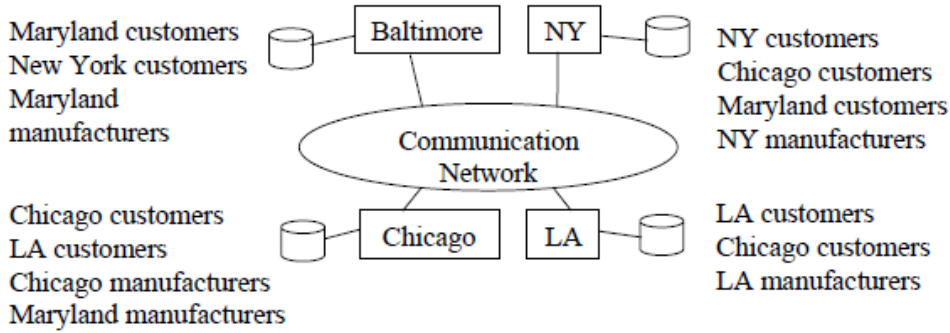 Maryland customers
New York customers
Maryland
manufacturers
Baltimore
NY
NY customers
Chicago customers
Maryland customers
NY manufacturers
Communication
Network
Chicago customers
LA customers
Chicago manufacturers
Maryland manufacturers
Chicago
LA
LA customers
Chicago customers
LA manufacturers